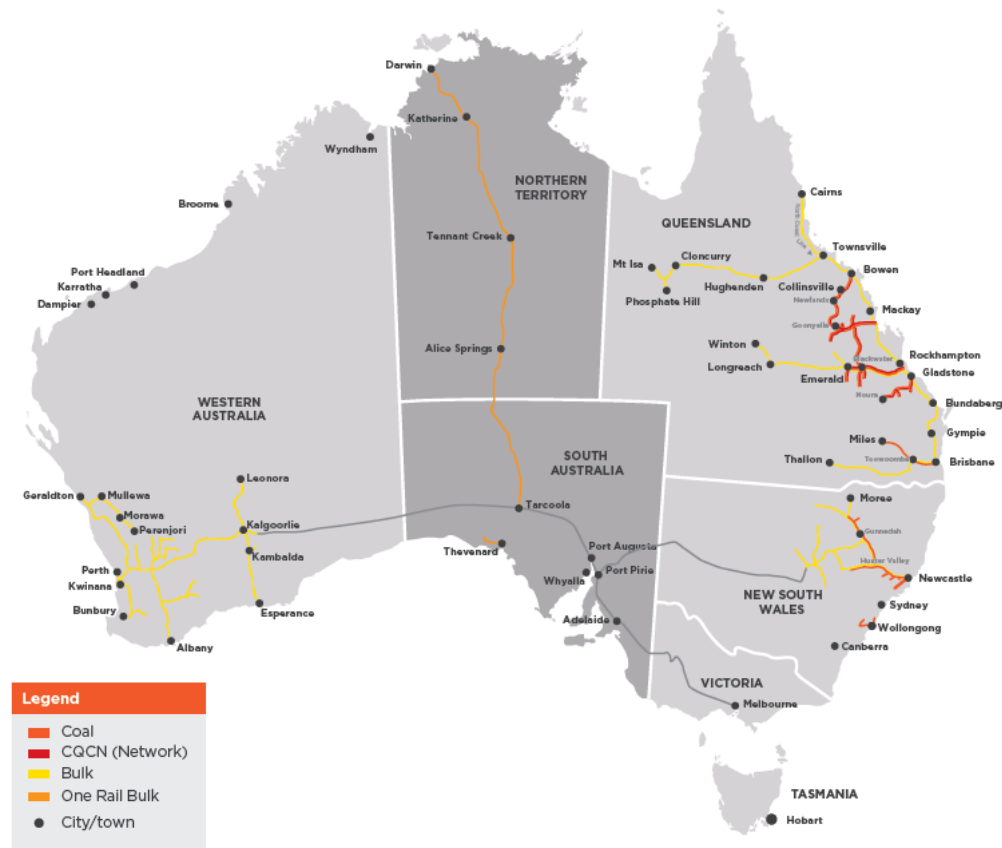 Darwin
Katherine
Wyndham
NORTHERN
TERRITORY
Broome
Cairns
North Coast Line
QUEENSLAND
Tennant Creek
Townsville
Mt Isa
Cloncurry
Bowen
Port Headland
Karratha
Dampier
Hughenden
Collinsville
Phosphate Hill
Newlands
Mackay
Goonyella
Alice Springs
Winton
Longreach
Blackwater
Rockhampton
Emerald
Gladstone
WESTERN
AUSTRALIA
Moura
Bundaberg
Miles
Gympie
SOUTH
AUSTRALIA
Thallon
Toowoomba
Brisbane
Leonora
Geraldton
Mullewa
Morawa
Perenjori
Kalgoorlie
Tarcoola
Moree
Gunnedah
Kambalda
Thevenard
Port Augusta
Hunter Valley
Perth
Kwinana
Whyalla
Port Pirie
Newcastle
NEW SOUTH
WALES
Bunbury
Esperance
Adelaide
Sydney
Wollongong
Albany
Canberra
VICTORIA
Melbourne
Legend
Coal
CQCN (Network)
Bulk
One Rail Bulk
City/town
TASMANIA
Hobart